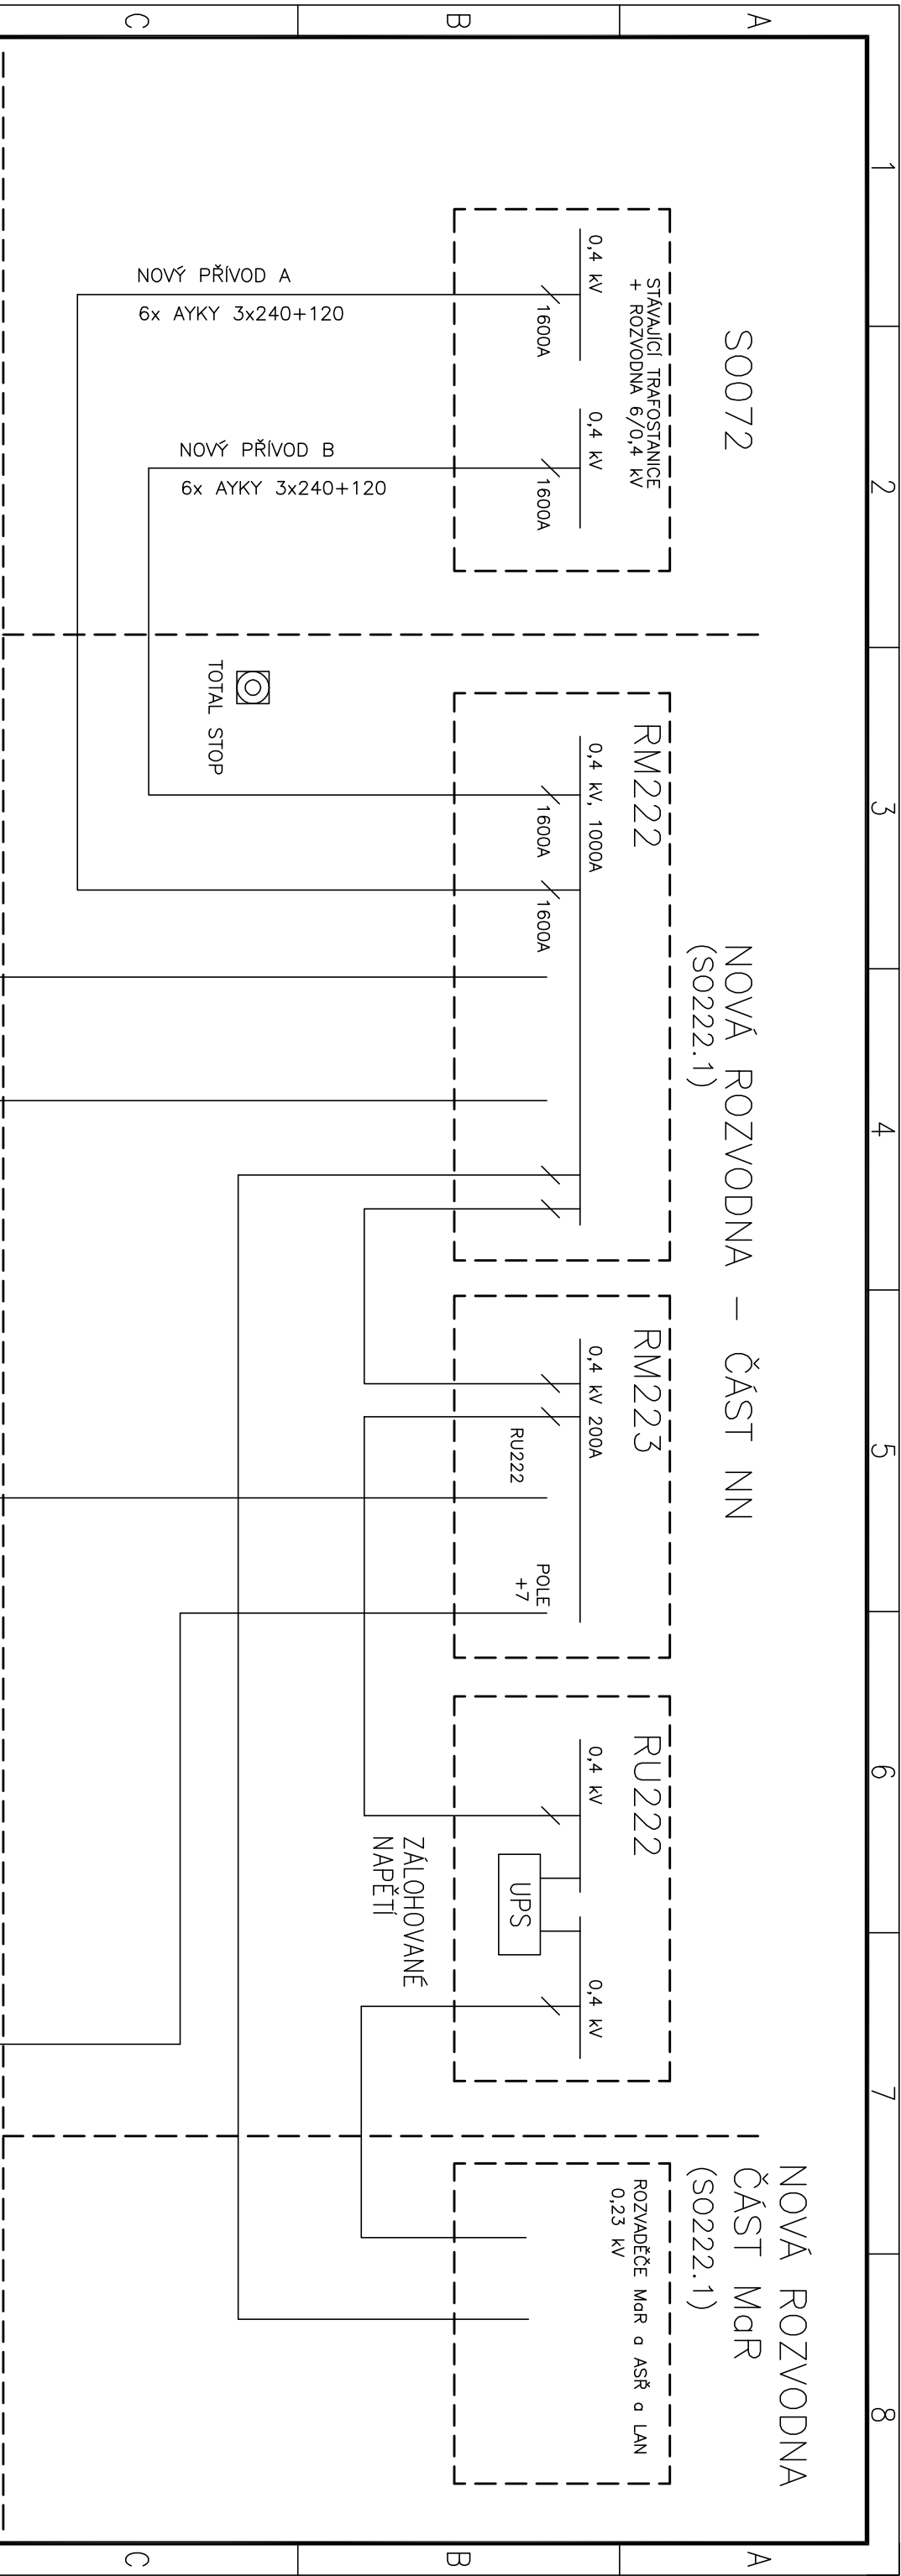 1
2
3
4
5
6
7
8
A
B
C
A
B
C
SO072
STÁVAJÍCÍ TRAFOSTANICE
+ ROZVODNA 6/0,4 kV
0,4 kV
0,4 kV
1600A
1600A
NOVÝ PŘÍVOD A
6x AYKY 3x240+120
NOVÝ PŘÍVOD B
6x AYKY 3x240+120
NOVÁ ROZVODNA – ČÁST NN
(SO222.1)
RM222
0,4 kV, 1000A
1600A
1600A
TOTAL STOP
RM223
0,4 kV 200A
RU222
POLE
+7
RU222
0,4 kV
0,4 kV
UPS
ZÁLOHOVANÉ
NAPĚTÍ
NOVÁ ROZVODNA
ČÁST MaR
(SO222.1)
ROZVADĚČE MaR a ASŘ a LAN
0,23 kV